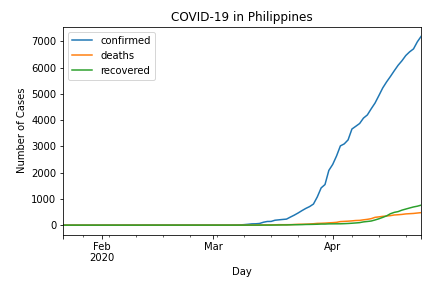 COVID-19 in Philippines
confirmed
deaths
recovered
Number of Cases
7000
6000
5000
4000
3000
2000
1000
0
Feb
2020
Mar
Apr
Day